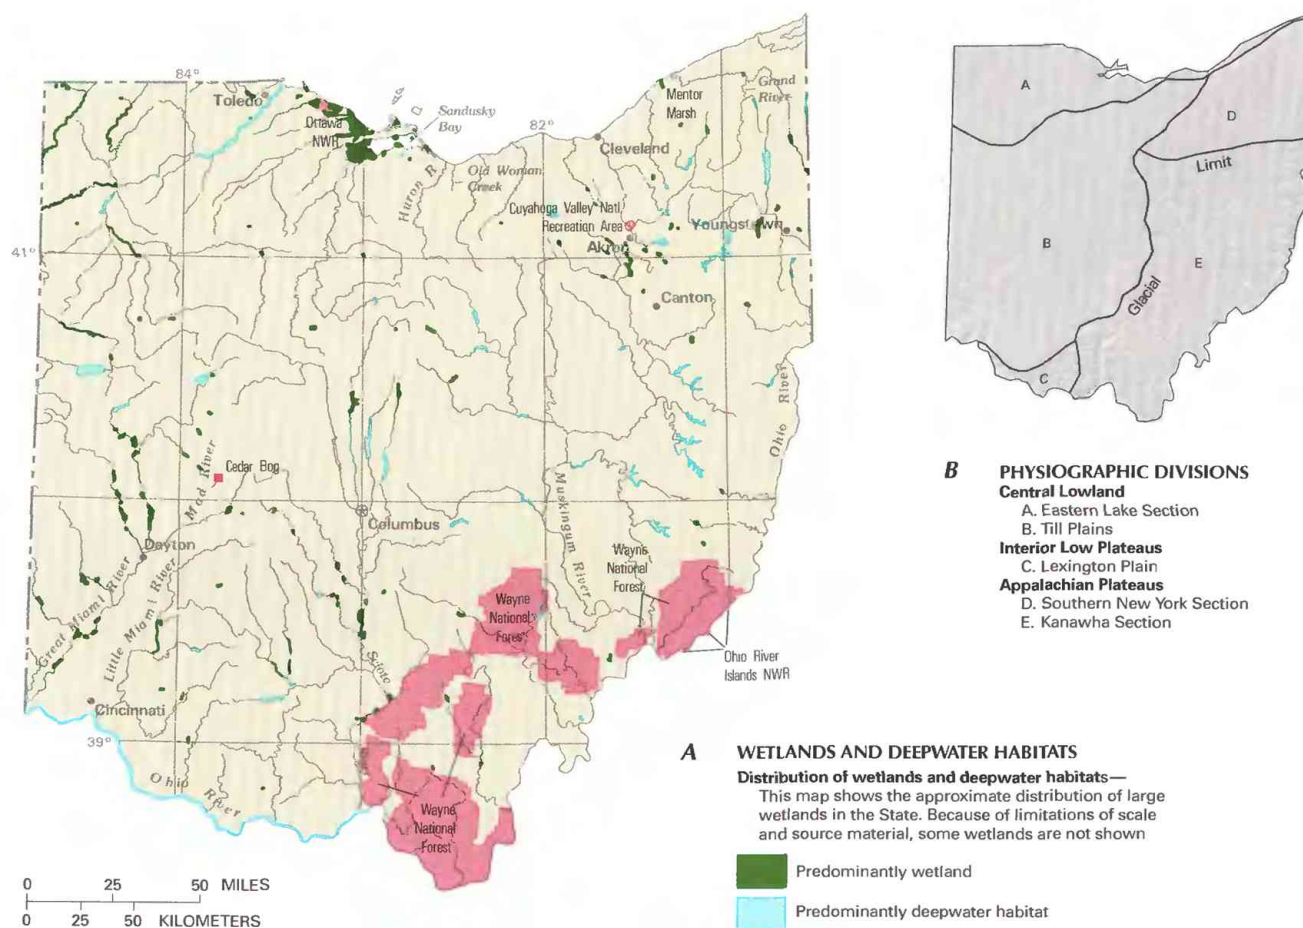 84°
Toledo
Ottawa
NWR
Sandusky
Bay
82°
Mentor
Marsh
Grand
River
Cleveland
Huron R
Old Woman
Creek
Cuyahoga Valley Natl.
Recreation Area
Akron
Youngstown
41°
Canton
Ohio River
Cedar Bog
Mad River
Columbus
Muskingum River
Dayton
Great Miami River
Little Miami River
Wayne
National
Forest
Wayne
National
Forest
Scioto
Ohio River
Islands NWR
Cincinnati
39°
Ohio River
Wayne
National
Forest
0 25 50 MILES
0 25 50 KILOMETERS
A
B
C
D
E
Glacial
Limit
B PHYSIOGRAPHIC DIVISIONS
Central Lowland
A. Eastern Lake Section
B. Till Plains
Interior Low Plateaus
C. Lexington Plain
Appalachian Plateaus
D. Southern New York Section
E. Kanawha Section
A WETLANDS AND DEEPWATER HABITATS
Distribution of wetlands and deepwater habitats—
This map shows the approximate distribution of large
wetlands in the State. Because of limitations of scale
and source material, some wetlands are not shown
Predominantly wetland
Predominantly deepwater habitat